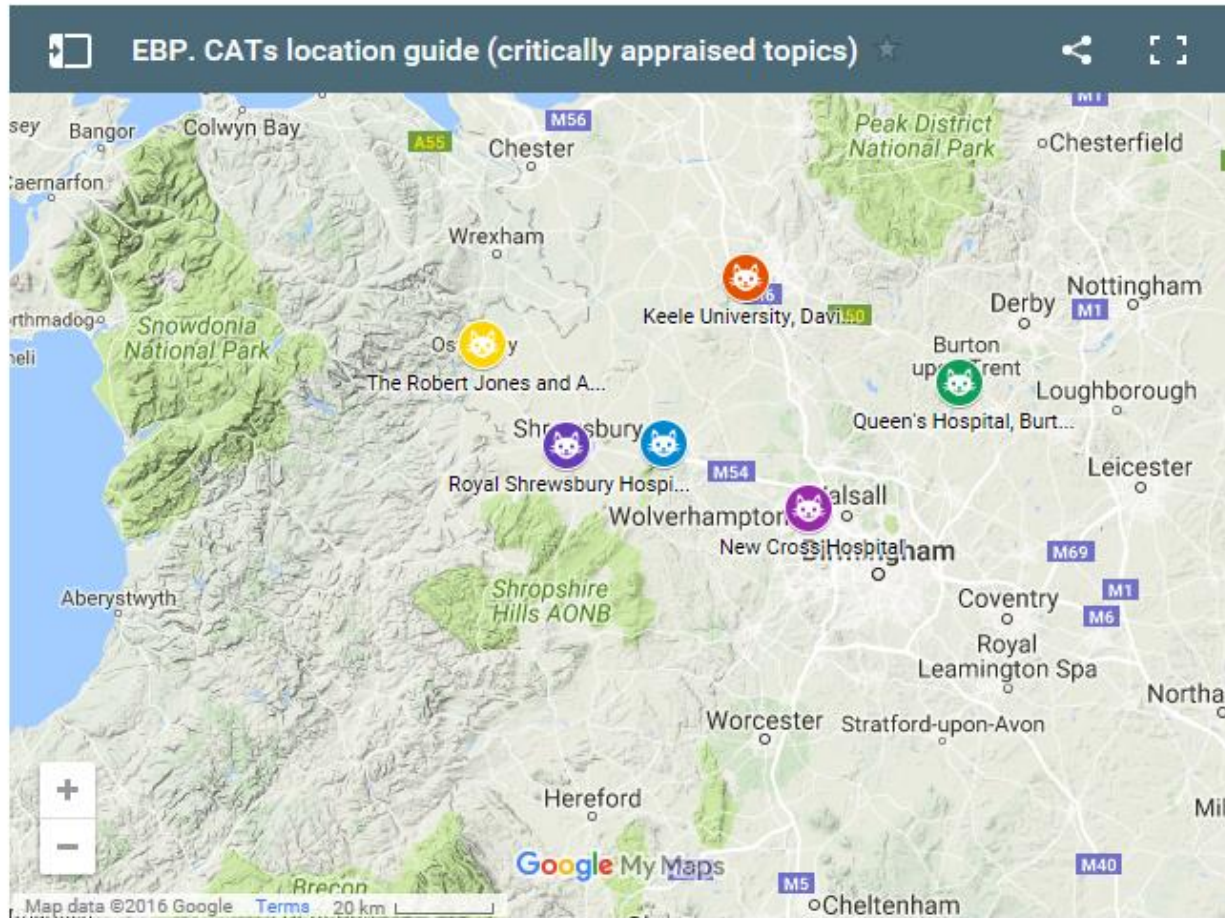 EBP. CATs location guide (critically appraised topics)
M1
M56
Colwyn Bay
Bangor
A55
Chester
Peak District
National Park
Chesterfield
Caernarfon
Wrexham
Keele University, Davi...
Derby
Nottingham
M1
Snowdonia
National Park
The Robert Jones and A...
Burton
Loughborough
Queen's Hospital, Burt...
Royal Shrewsbury Hospi...
M54
Leicester
Wolverhampton
New Cross Hospital
M69
Shropshire
Hills AONB
Aberystwyth
Coventry
M1
M6
Royal
Leamington Spa
Worcester
Stratford-upon-Avon
Hereford
+
−
Google My Maps
M40
Brecon
M5
Cheltenham
Map data ©2016 Google Terms 20 km